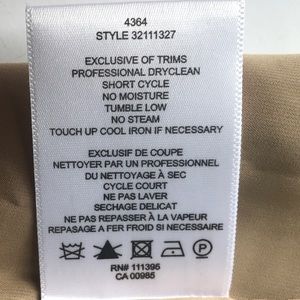 4364
STYLE 32111327
EXCLUSIVE OF TRIMS
PROFESSIONAL DRYCLEAN
SHORT CYCLE
NO MOISTURE
TUMBLE LOW
NO STEAM
TOUCH UP COOL IRON IF NECESSARY
EXCLUSIF DE COUPE
NETTOYER PAR UN PROFESSIONNEL
DU NETTOYAGE À SEC
CYCLE COURT
NE PAS LAVER
SECHAGE DELICAT
NE PAS REPASSER À LA VAPEUR
REPASAGE A FER FROID SI NECESSAIRE
P
RN# 111395
CA 00985